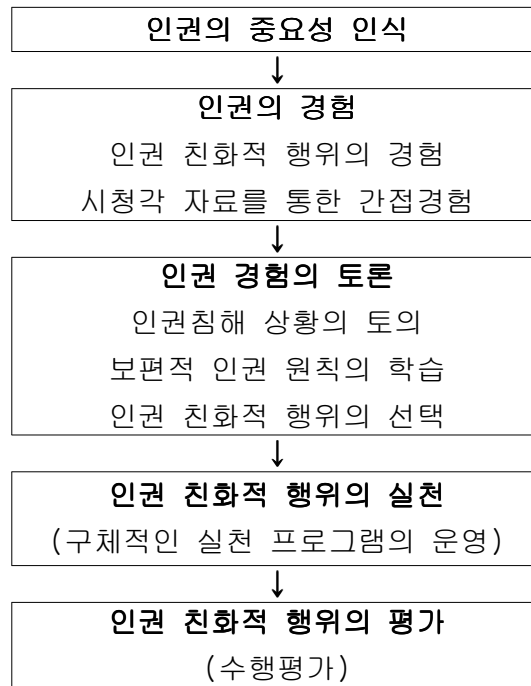 인권의 중요성 인식
↓
인권의 경험
인권 친화적 행위의 경험
시청각 자료를 통한 간접경험
↓
인권 경험의 토론
인권침해 상황의 토의
보편적 인권 원칙의 학습
인권 친화적 행위의 선택
↓
인권 친화적 행위의 실천
(구체적인 실천 프로그램의 운영)
↓
인권 친화적 행위의 평가
(수행평가)